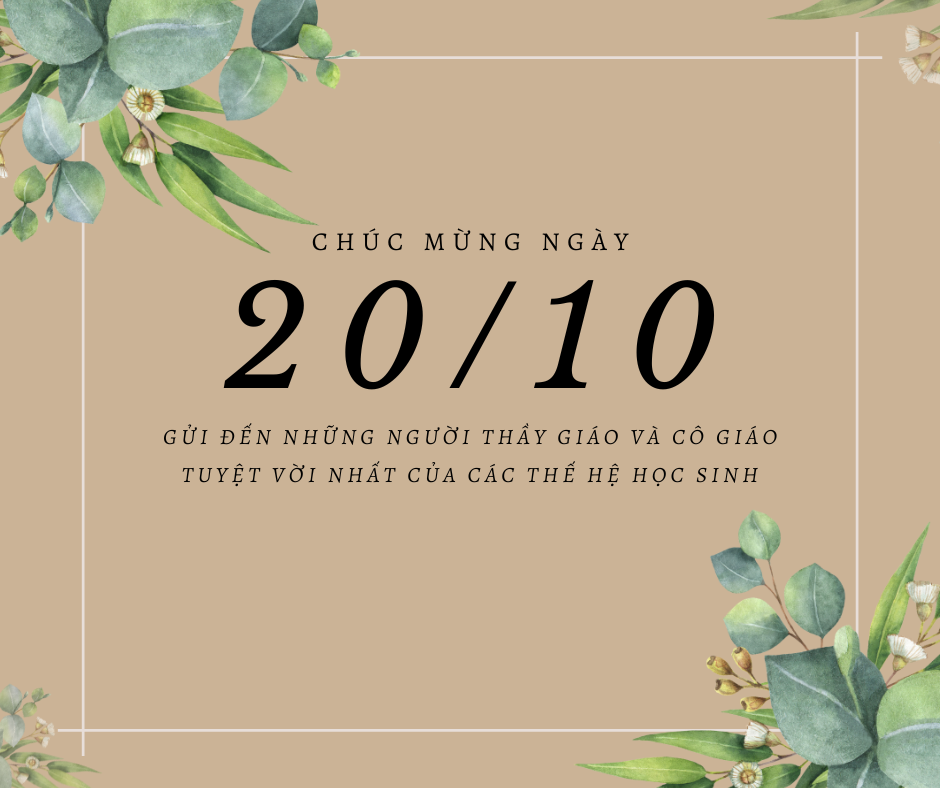 CHÚC MỪNG NGÀY
20/10
GỬI ĐẾN NHỮNG NGƯỜI THẦY GIÁO VÀ CÔ GIÁO
TUYỆT VỜI NHẤT CỦA CÁC THẾ HỆ HỌC SINH